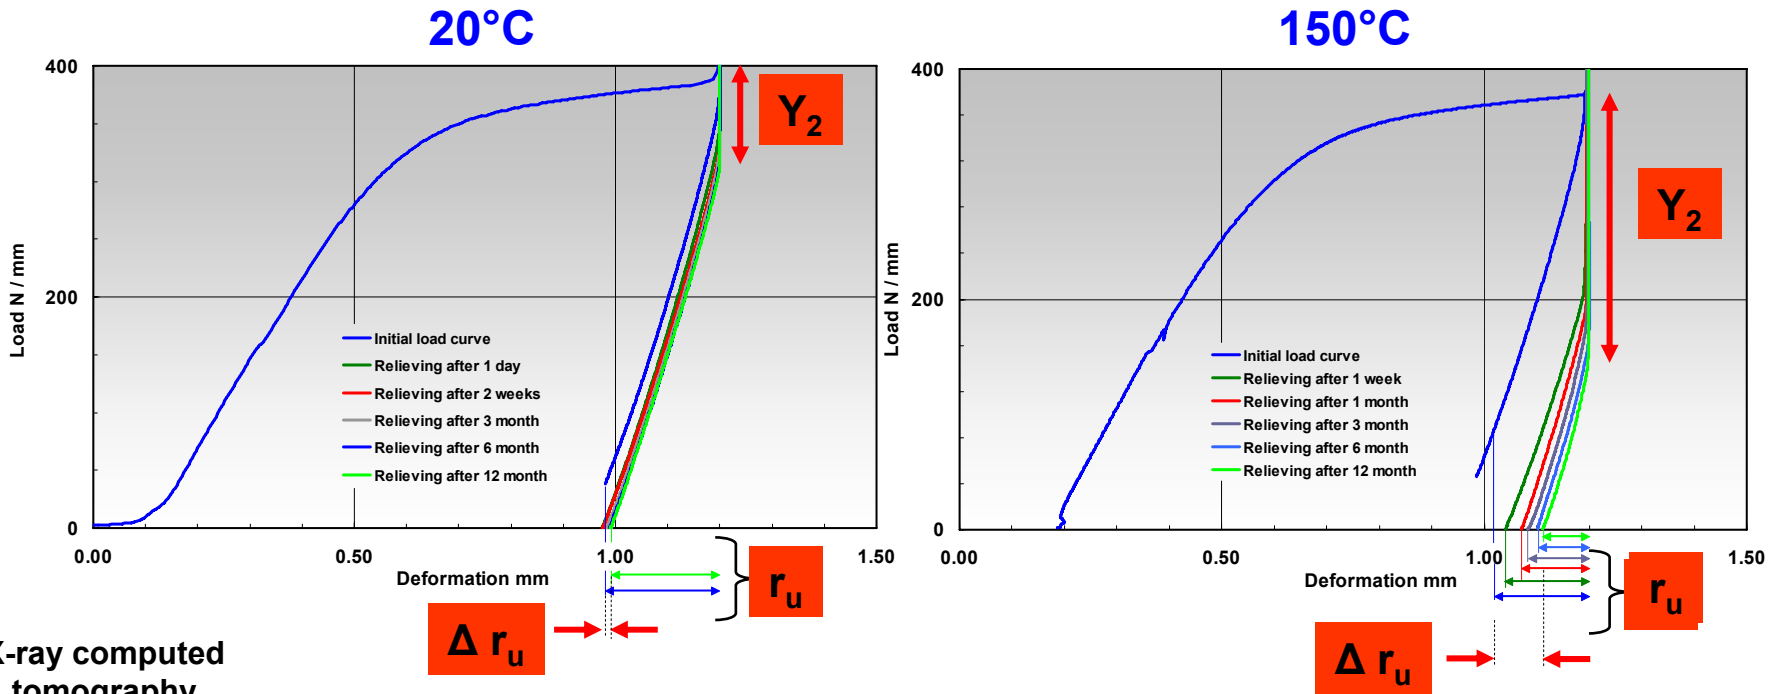 20°C
400
200
0
0.00
0.50
1.00
1.50
Load N / mm
Deformation mm
Initial load curve
Relieving after 1 day
Relieving after 2 weeks
Relieving after 3 month
Relieving after 6 month
Relieving after 12 month
Y2
ru
Δ ru
150°C
400
200
0
0.00
0.50
1.00
1.50
Load N / mm
Deformation mm
Initial load curve
Relieving after 1 week
Relieving after 1 month
Relieving after 3 month
Relieving after 6 month
Relieving after 12 month
Y2
ru
Δ ru
X-ray computed
tomography